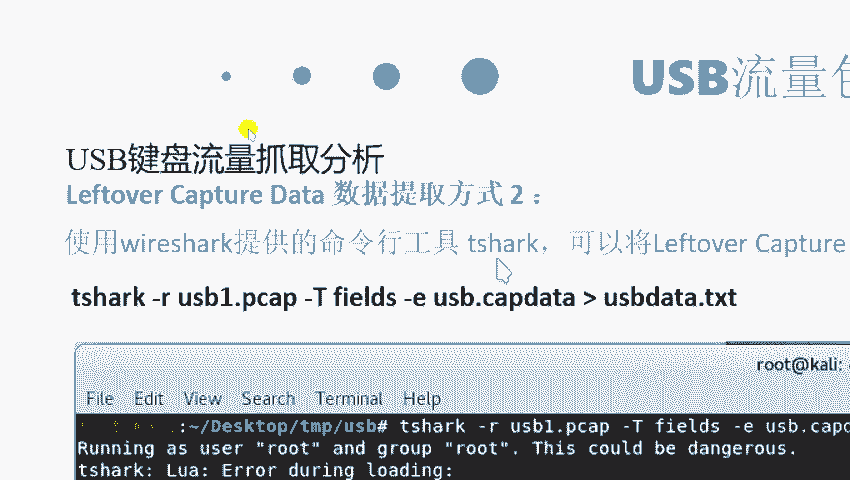 USB流量包
USB键盘流量抓取分析
Leftover Capture Data 数据提取方式 2：
使用wireshark提供的命令行工具 tshark，可以将Leftover Capture
tshark -r usb1.pcap -T fields -e usb.capdata > usbdata.txt
root@kali:
File Edit View Search Terminal Help
:~/Desktop/tmp/usb# tshark -r usb1.pcap -T fields -e usb.capd
Running as user "root" and group "root". This could be dangerous.
tshark: Lua: Error during loading: